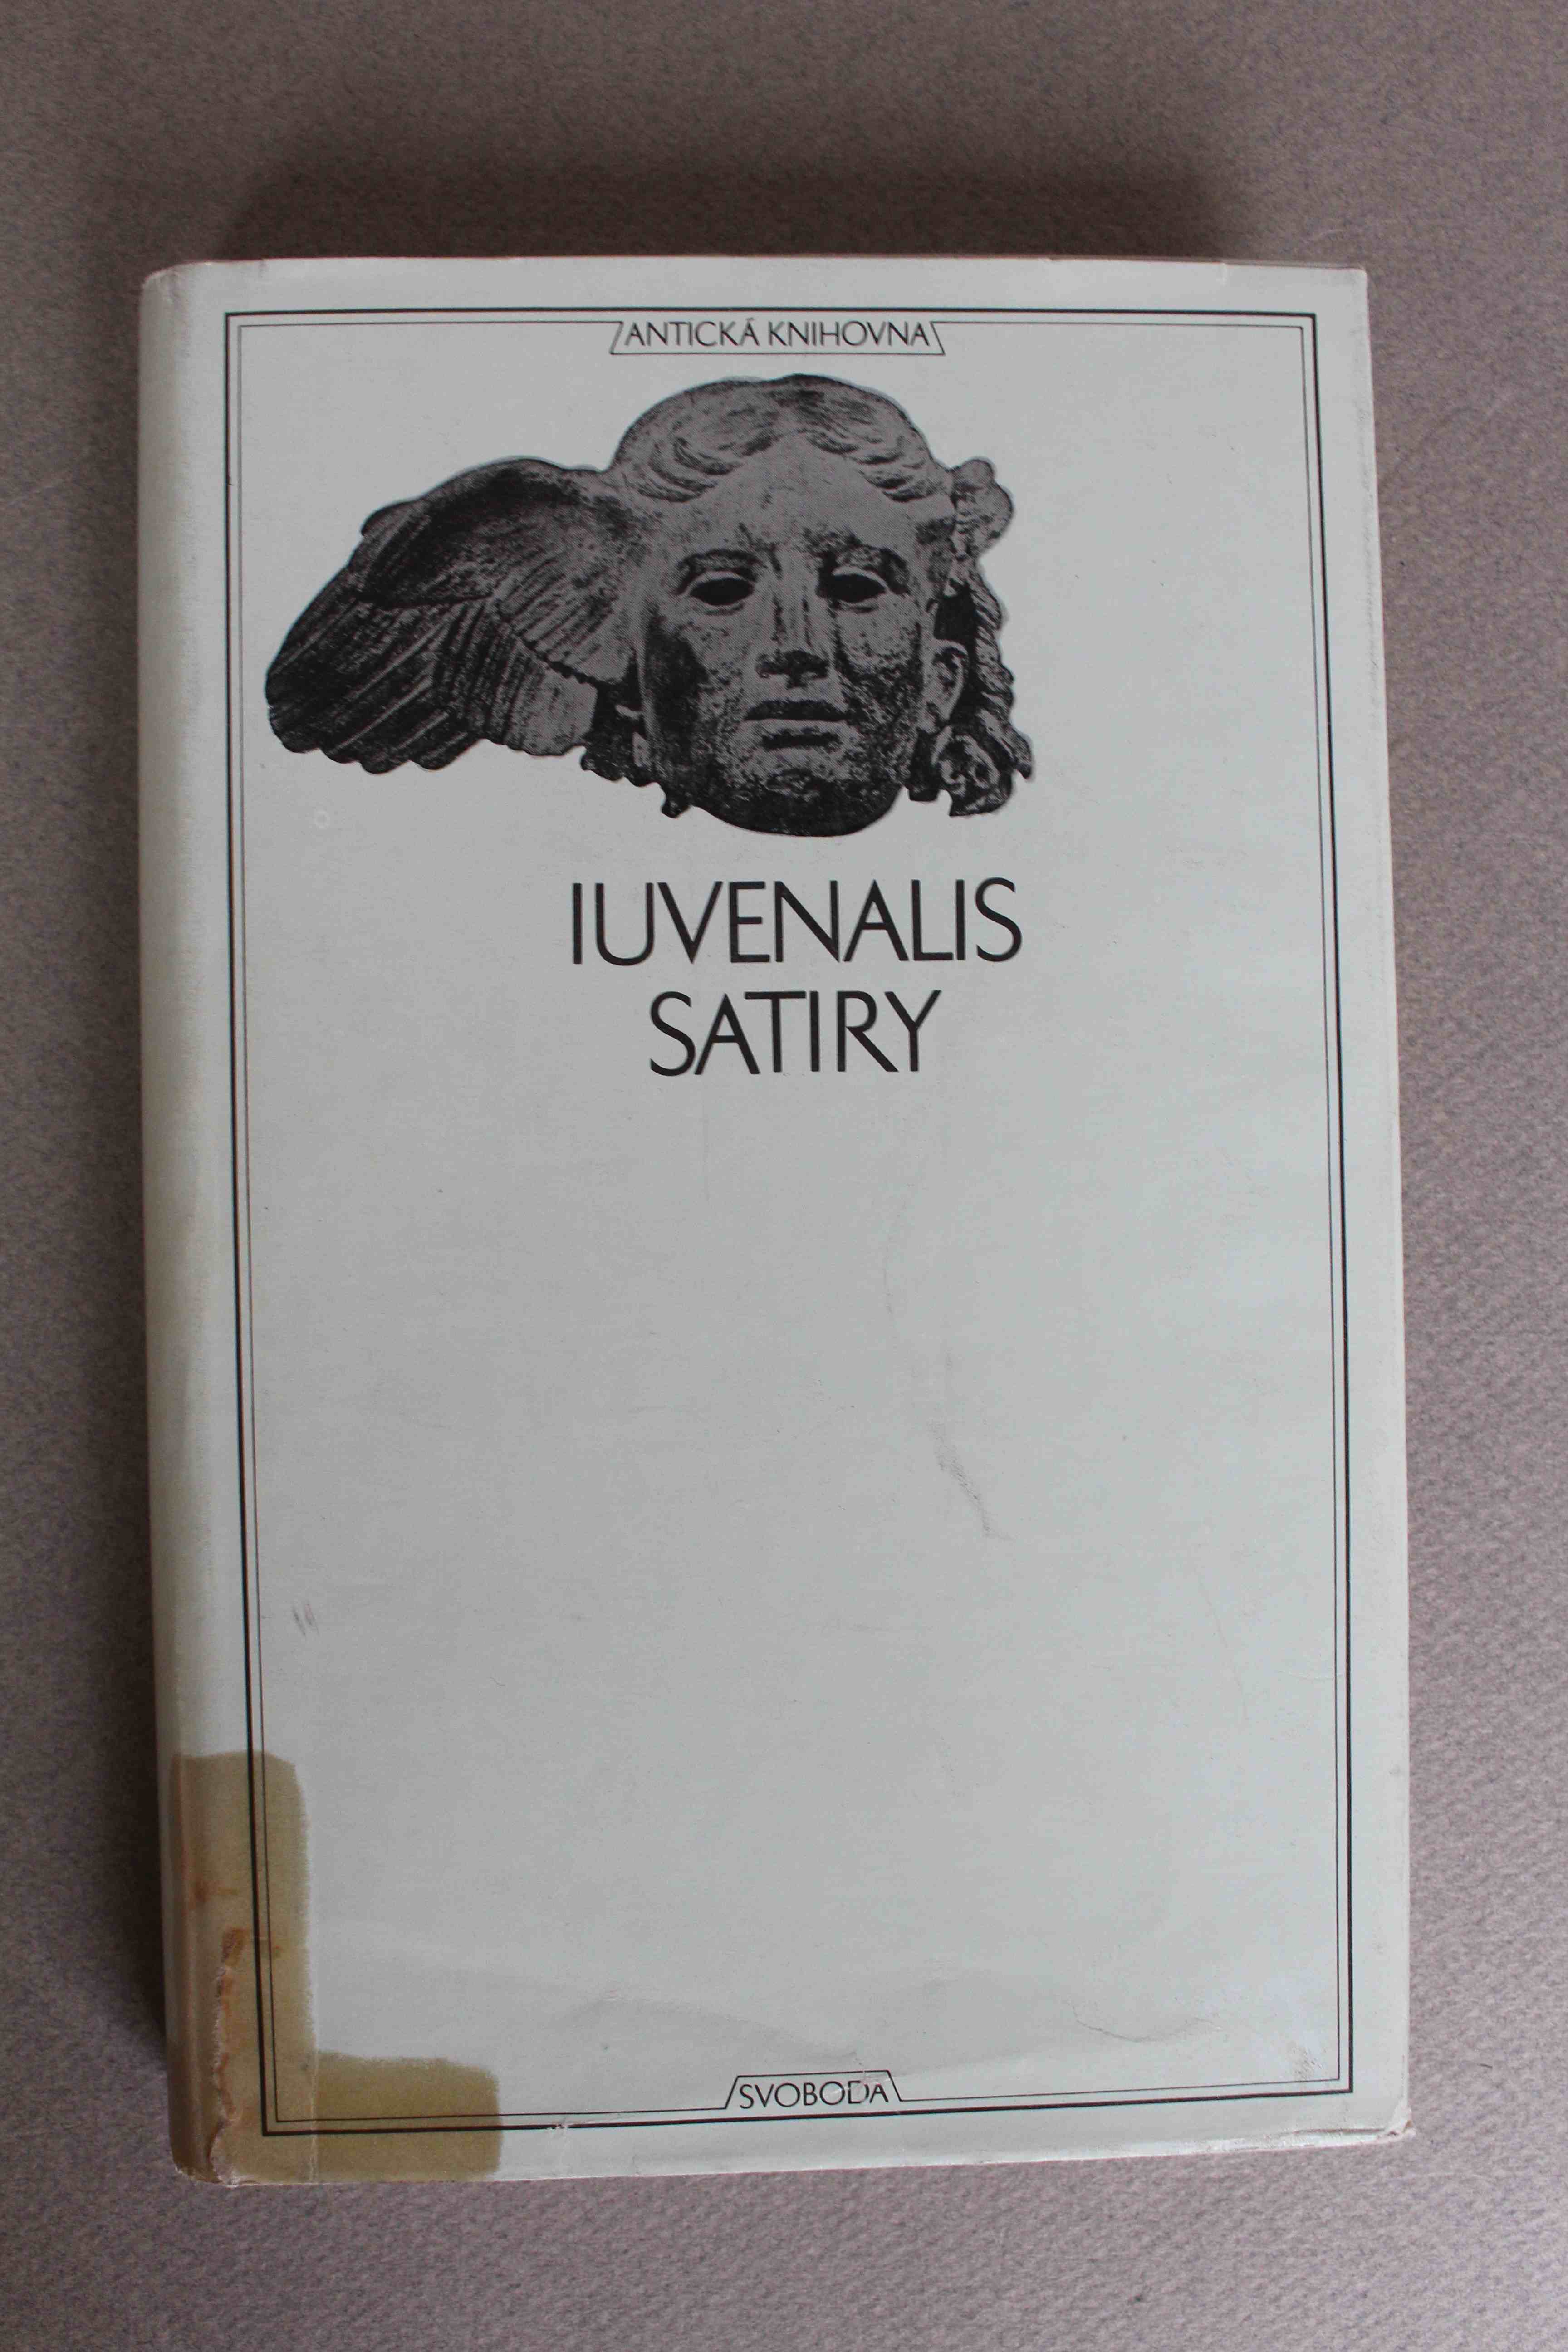 ANTICKÁ KNIHOVNA
IUVENALIS
SATIRY
SVOBODA